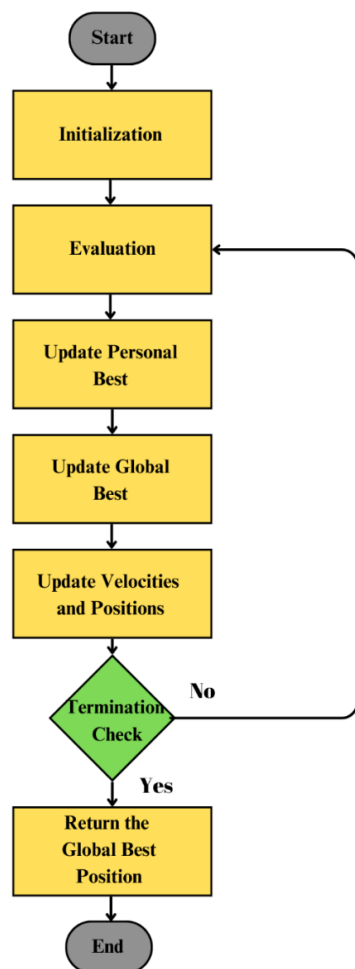 Start
Initialization
Evaluation
Update Personal
Best
Update Global
Best
Update Velocities
and Positions
Termination
Check
No
Yes
Return the
Global Best
Position
End